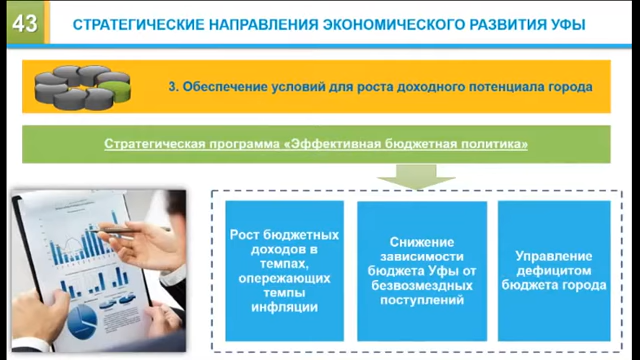 43
СТРАТЕГИЧЕСКИЕ НАПРАВЛЕНИЯ ЭКОНОМИЧЕСКОГО РАЗВИТИЯ УФЫ
3. Обеспечение условий для роста доходного потенциала города
Стратегическая программа «Эффективная бюджетная политика»
Рост бюджетных
доходов в
темпах,
опережающих
темпы
инфляции
Снижение
зависимости
бюджета Уфы от
безвозмездных
поступлений
Управление
дефицитом
бюджета города